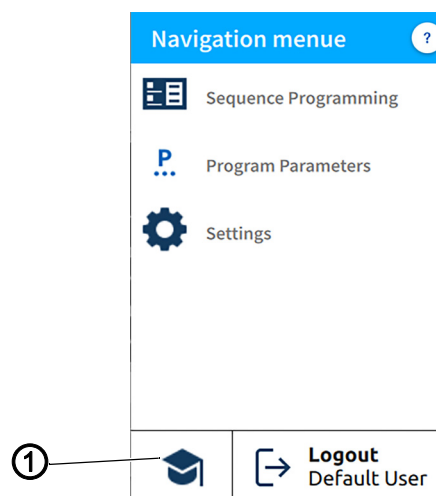 Navigation menue ?
Sequence Programming
P
Program Parameters
Settings
1
Logout
Default User